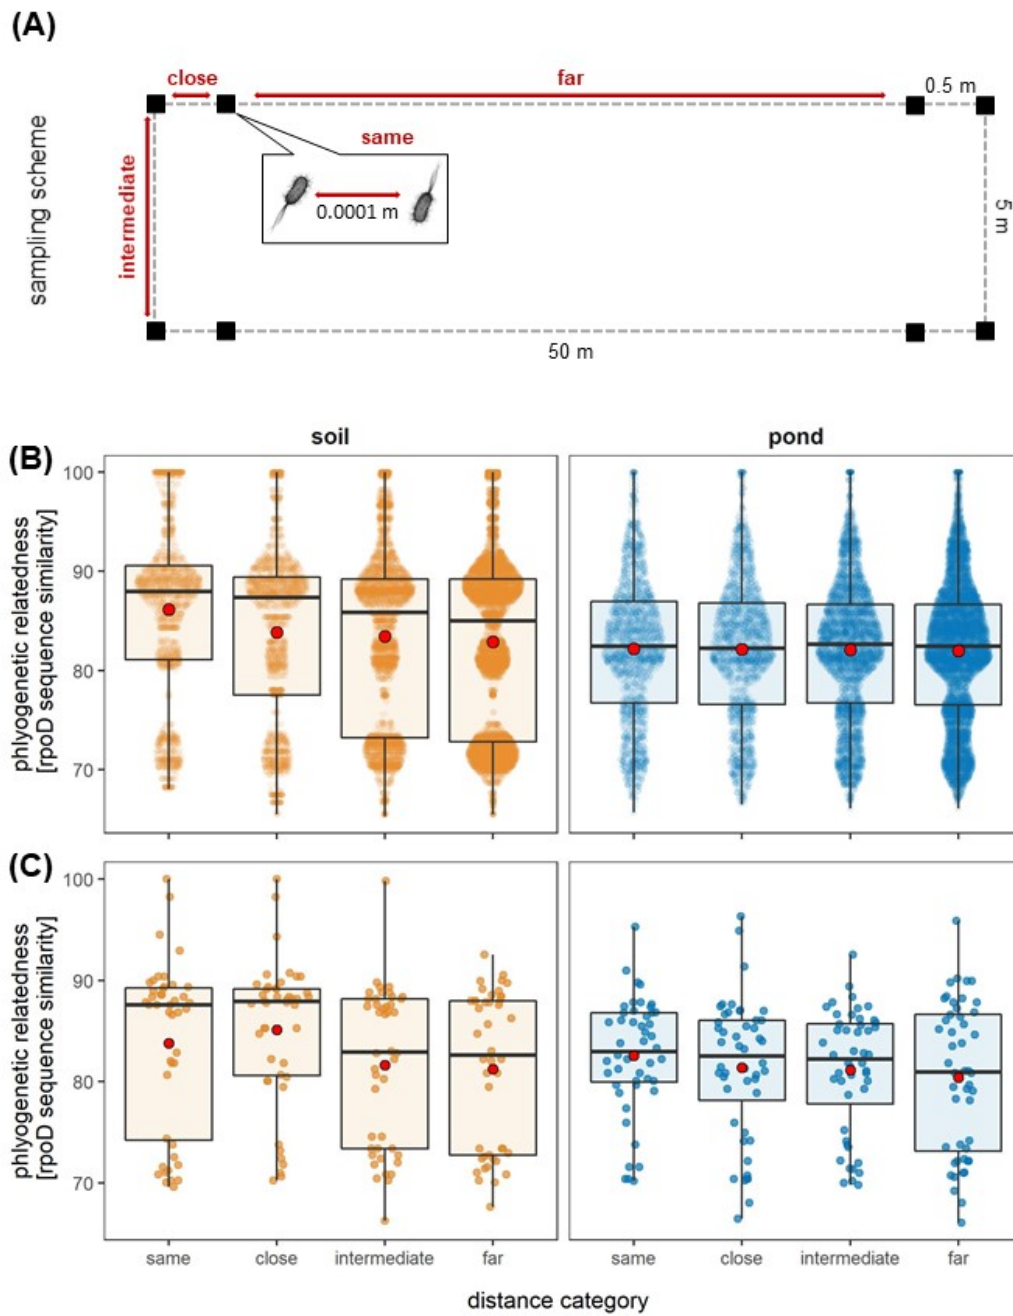 (A)
close
far
0.5 m
same
0.0001 m
intermediate
sampling scheme
5 m
50 m
soil
pond
(B)
phlyogenetic relatedness
[rpoD sequence similarity]
100
90
80
70
(C)
phlyogenetic relatedness
[rpoD sequence similarity]
100
90
80
70
same close intermediate far
same close intermediate far
distance category